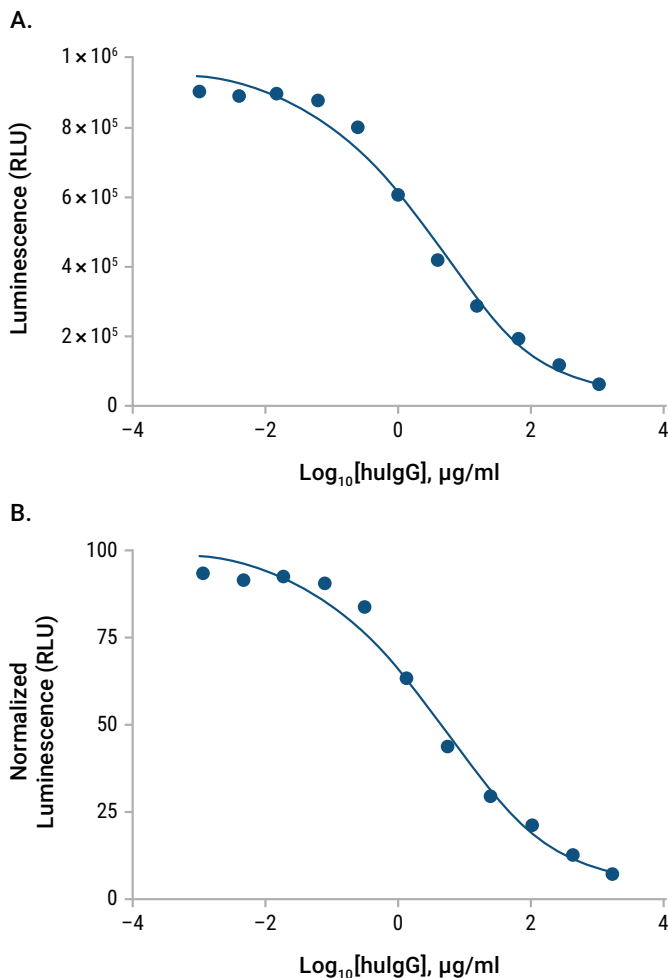 A.
1 × 10⁶
8 × 10⁵
6 × 10⁵
4 × 10⁵
2 × 10⁵
0
Luminescence (RLU)
−4
−2
0
2
4
Log₁₀[huIgG], µg/ml
B.
100
75
50
25
0
Normalized
Luminescence (RLU)
−4
−2
0
2
4
Log₁₀[huIgG], µg/ml